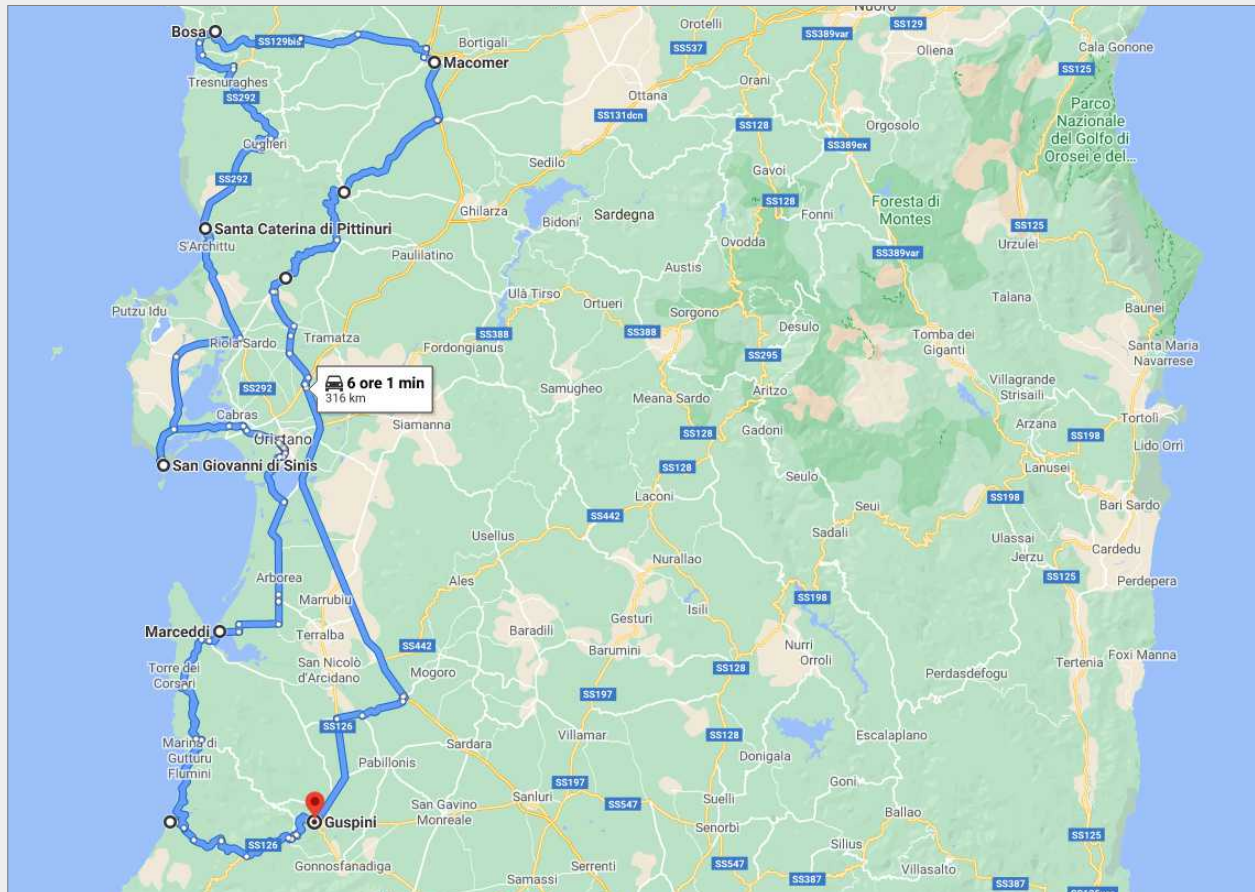 Nuoro
SS129
Bosa
SS129bis
Bortigali
Orotelli
SS389var
Oliena
Cala Gonone
SS537
Macomer
SS125
Tresnuraghes
Orani
SS292
Ottana
Parco
Nazionale
del Golfo di
Orosei e del...
SS131dcn
SS128
Orgosolo
Cuglieri
SS389ex
Sedilo
Gavoi
SS292
Foresta di
Montes
SS128
Ghilarza
Bidonì
Sardegna
Fonni
Santa Caterina di Pittinuri
SS125
S'Archittu
Ovodda
SS389var
Urzulei
Paulilatino
Austis
Ulà Tirso
Talana
Ortueri
Baunei
Putzu Idu
Sorgono
Desulo
Tramatza
SS388
SS388
Tomba dei
Giganti
Riola Sardo
Fordongianus
Santa Maria
Navarrese
SS295
6 ore 1 min
316 km
SS292
Samugheo
Aritzo
Villagrande
Strisaili
Meana Sardo
Cabras
Siamanna
Arzana
Tortolì
Gadoni
SS128
SS198
Oristano
Lido Orrì
San Giovanni di Sinis
SS128
Lanusei
Seulo
Laconi
SS198
Seui
Bari Sardo
SS442
Sadali
Usellus
Ulassai
Cardedu
Nurallao
Jerzu
Arborea
Ales
SS125
Perdepera
Marrubiu
SS198
Isili
Gesturi
Marceddi
Baradili
Terralba
SS442
Barumini
Nurri
Orroli
Foxi Manna
San Nicolò
d'Arcidano
Tertenia
Torre dei
Corsari
Mogoro
SS128
Perdasdefogu
SS197
SS126
Villamar
SS128
Escalaplano
Marina di
Gutturu
Flumini
Sardara
Donigala
Pabillonis
SS197
Goni
San Gavino
Monreale
Sanluri
Suelli
SS547
Ballao
Guspini
Senorbì
SS125
SS126
Silius
Gonnosfanadiga
Serrenti
SS547
Villasalto
Samassi
SS387
SS387